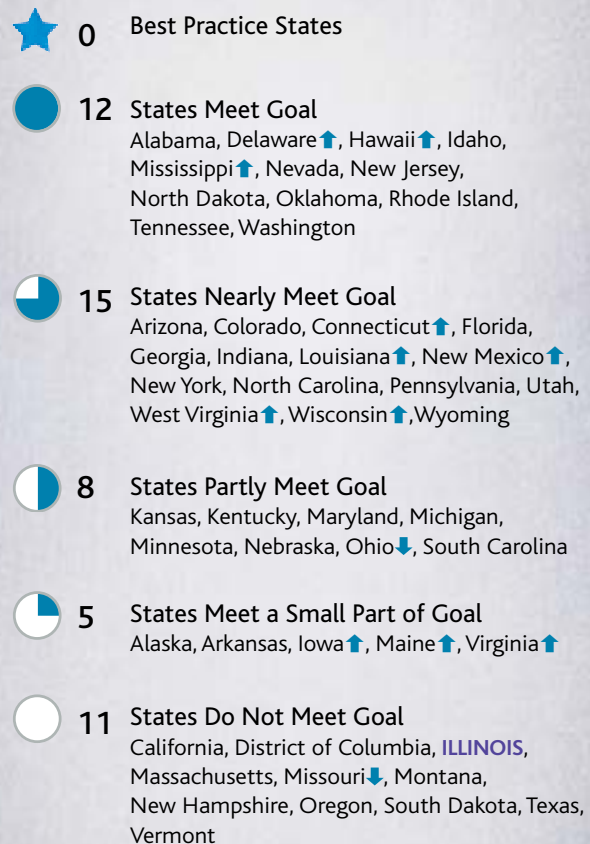 0 Best Practice States
12 States Meet Goal
Alabama, Delaware⬆, Hawaii⬆, Idaho,
Mississippi⬆, Nevada, New Jersey,
North Dakota, Oklahoma, Rhode Island,
Tennessee, Washington
15 States Nearly Meet Goal
Arizona, Colorado, Connecticut⬆, Florida,
Georgia, Indiana, Louisiana⬆, New Mexico⬆,
New York, North Carolina, Pennsylvania, Utah,
West Virginia⬆, Wisconsin⬆, Wyoming
8 States Partly Meet Goal
Kansas, Kentucky, Maryland, Michigan,
Minnesota, Nebraska, Ohio⬇, South Carolina
5 States Meet a Small Part of Goal
Alaska, Arkansas, Iowa⬆, Maine⬆, Virginia⬆
11 States Do Not Meet Goal
California, District of Columbia, ILLINOIS,
Massachusetts, Missouri⬇, Montana,
New Hampshire, Oregon, South Dakota, Texas,
Vermont